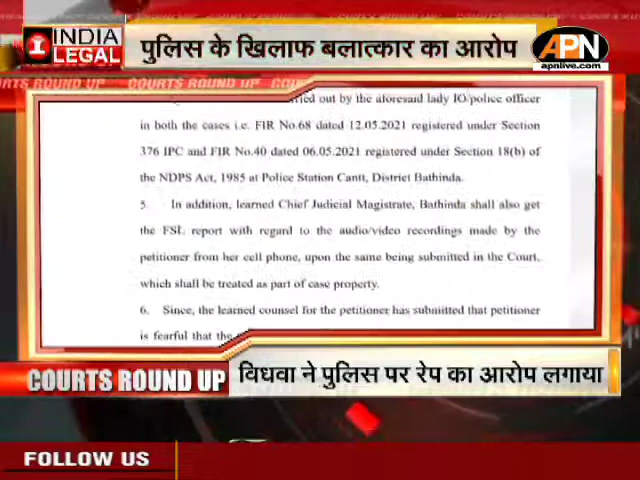 INDIA
LEGAL
पुलिस के खिलाफ बलात्कार का आरोप
APN
apnlive.com
COURTS ROUND UP
out by the aforesaid lady IO/police officer
in both the cases i.e. FIR No.68 dated 12.05.2021 registered under Section
376 IPC and FIR No.40 dated 06.05.2021 registered under Section 18(b) of
the NDPS Act, 1985 at Police Station Cantt, District Bathinda.
5. In addition, learned Chief Judicial Magistrate, Bathinda shall also get
the FSL report with regard to the audio/video recordings made by the
petitioner from her cell phone, upon the same being submitted in the Court,
which shall be treated as part of case property.
6. Since, the learned counsel for the petitioner has submitted that petitioner
is fearful that the
COURTS ROUND UP
विधवा ने पुलिस पर रेप का आरोप लगाया
FOLLOW US